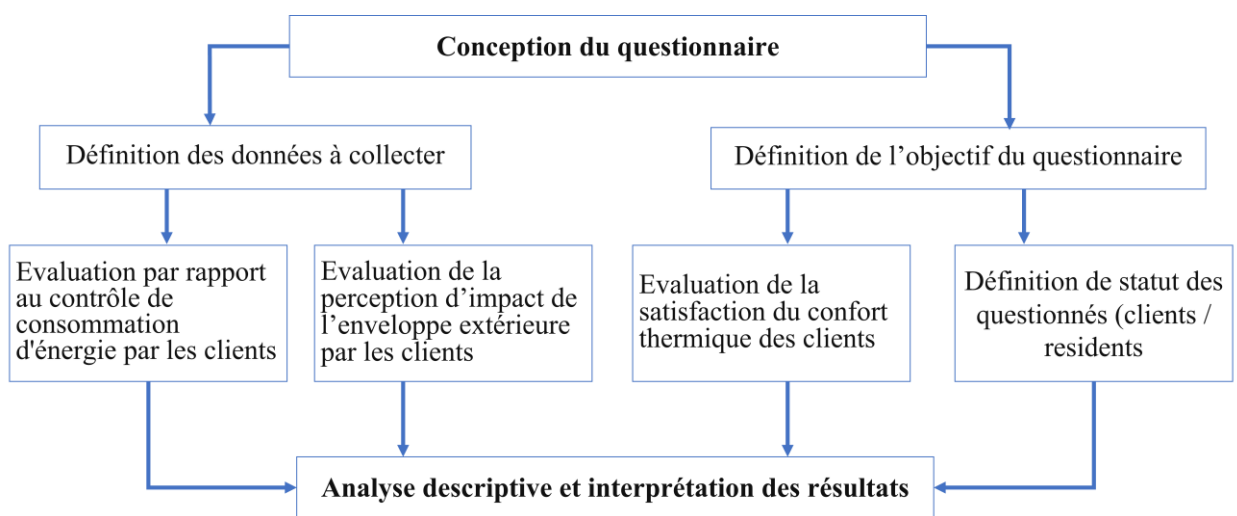 Conception du questionnaire
Définition des données à collecter
Définition de l’objectif du questionnaire
Evaluation par rapport
au contrôle de
consommation
d'énergie par les clients
Evaluation de la
perception d’impact de
l’enveloppe extérieure
par les clients
Evaluation de la
satisfaction du confort
thermique des clients
Définition de statut des
questionnés (clients /
residents
Analyse descriptive et interprétation des résultats